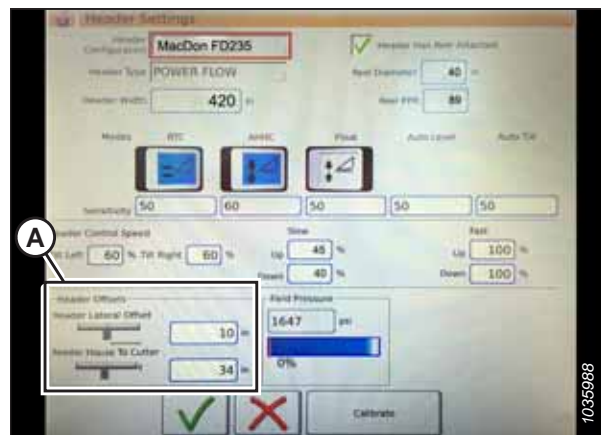 Header Settings
Header Configuration MacDon FD235 Header Has Reel Attached
Header Type POWER FLOW Reel Diameter 40 in
Header Width 420 in Reel PPR 89
Modes RTC AHHC Float Auto Level Auto Tilt
Sensitivity 50 60 50 50 50
A
Header Control Speed Slow Fast
Tilt Left 60 % Tilt Right 60 % Up 45 % Up 100 %
Down 40 % Down 100 %
Header Offsets Field Pressure
Header Lateral Offset
10 in 1647 psi
Feeder House To Cutter
34 in 0%
Calibrate
1035988